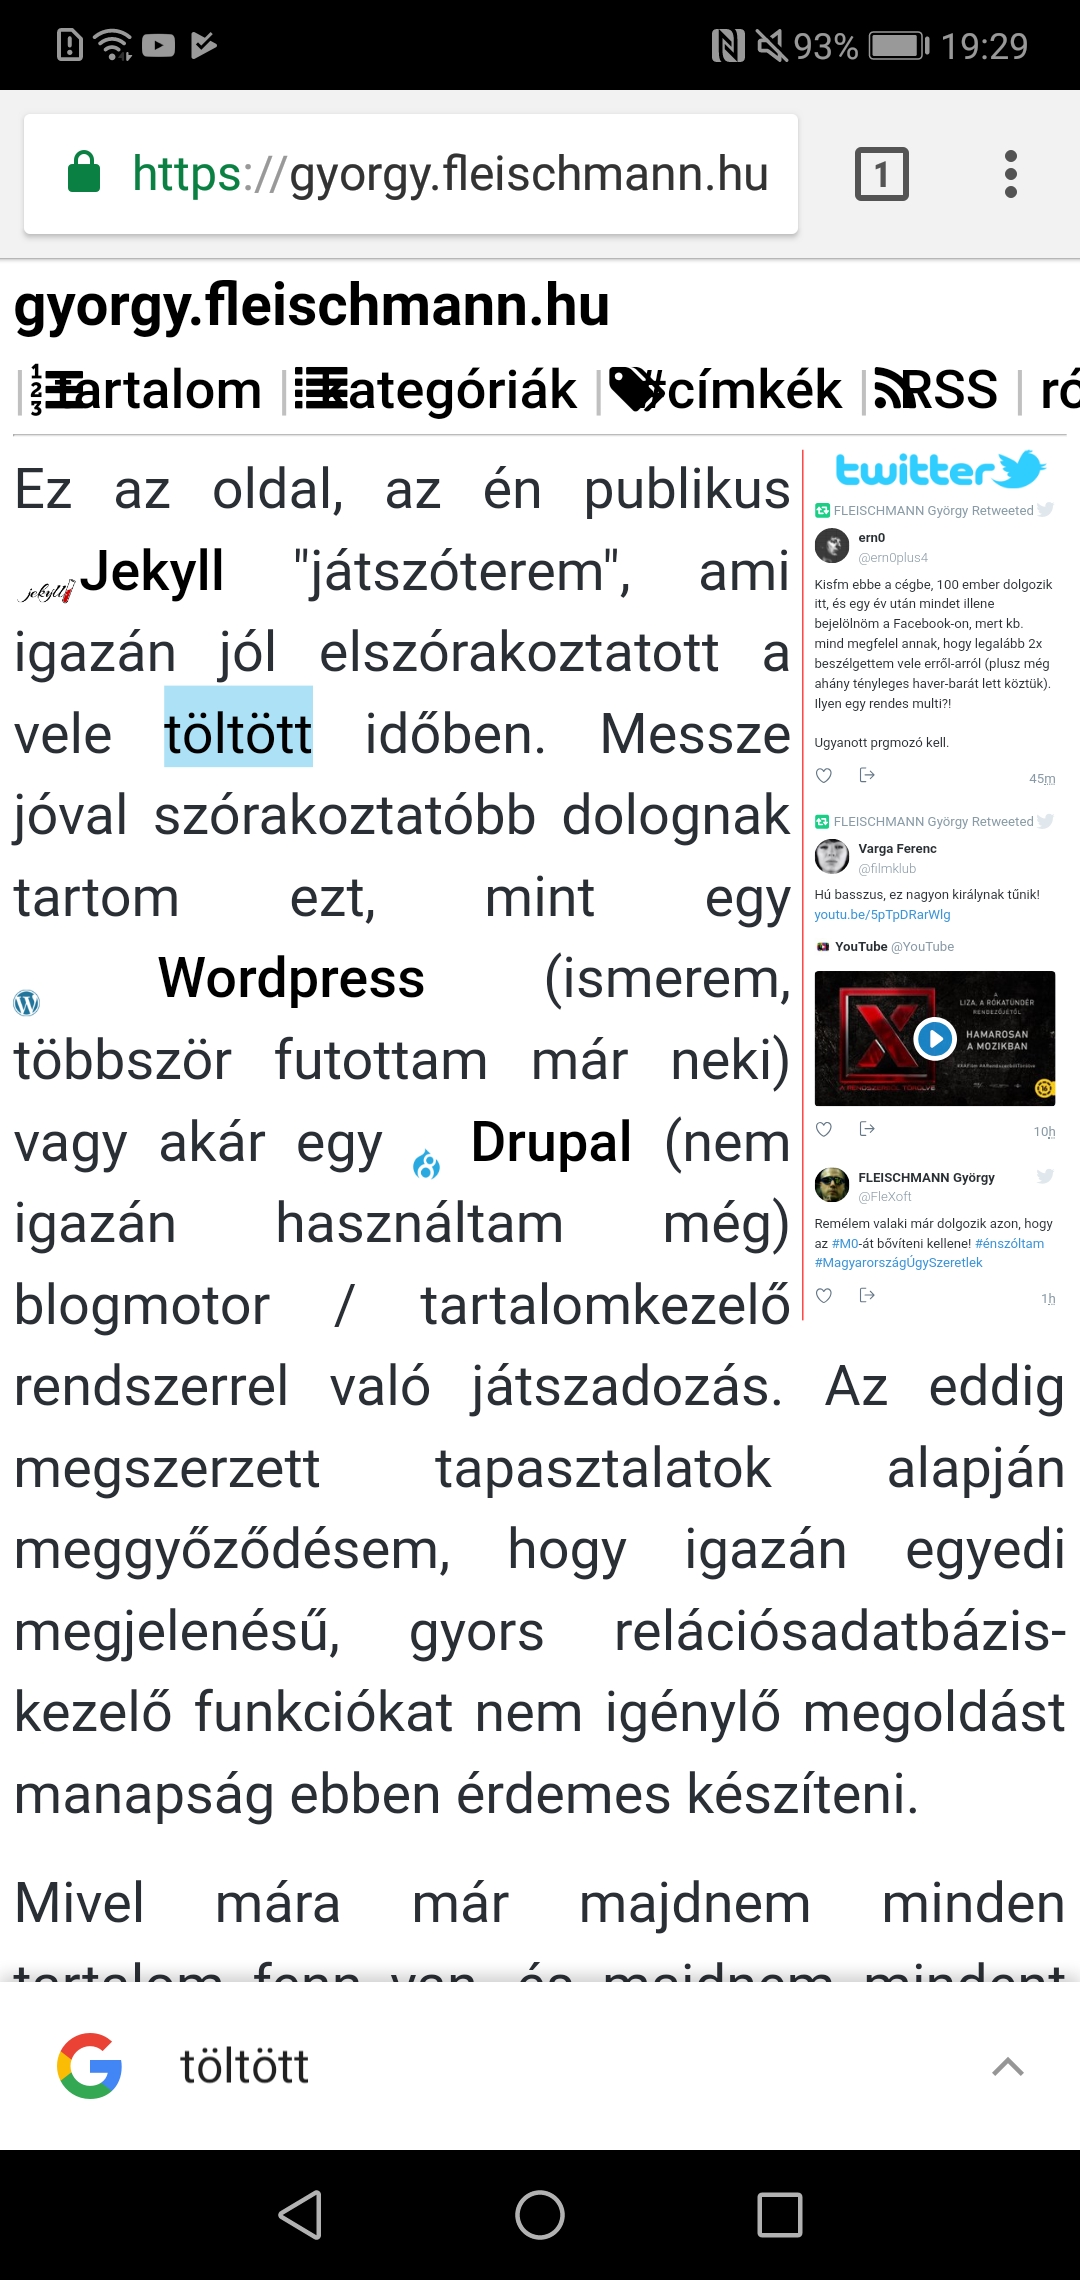 93% 19:29
https://gyorgy.fleischmann.hu
1
gyorgy.fleischmann.hu
| tartalom | kategóriák | #címkék | RSS | ró
Ez az oldal, az én publikus
jekyll Jekyll "játszóterem", ami
igazán jól elszórakoztatott a
vele töltött időben. Messze
jóval szórakoztatóbb dolognak
tartom ezt, mint egy
Wordpress (ismerem,
többször futottam már neki)
vagy akár egy Drupal (nem
igazán használtam még)
blogmotor / tartalomkezelő
rendszerrel való játszadozás. Az eddig
megszerzett tapasztalatok alapján
meggyőződésem, hogy igazán egyedi
megjelenésű, gyors relációsadatbázis-
kezelő funkciókat nem igénylő megoldást
manapság ebben érdemes készíteni.
Mivel mára már majdnem minden
tartalom fenn van, és majdnem mindent
twitter
FLEISCHMANN György Retweeted
ern0
@ern0plus4
Kisfm ebbe a cégbe, 100 ember dolgozik
itt, és egy év után mindet illene
bejelölnöm a Facebook-on, mert kb.
mind megfelel annak, hogy legalább 2x
beszélgettem vele erről-arról (plusz még
ahány tényleges haver-barát lett köztük).
Ilyen egy rendes multi?!
Ugyanott prgmozó kell.
45m
FLEISCHMANN György Retweeted
Varga Ferenc
@filmklub
Hú basszus, ez nagyon királynak tűnik!
youtu.be/5pTpDRarWlg
YouTube @YouTube
A
LIZA, A RÓKATÜNDÉR
RENDEZŐJÉTŐL
HAMAROSAN
A MOZIKBAN
X
A RENDSZERBŐL TÖRÖLVE
10h
FLEISCHMANN György
@FleXoft
Remélem valaki már dolgozik azon, hogy
az #M0-át bővíteni kellene! #énszóltam
#MagyarországÚgySzeretlek
1h
töltött